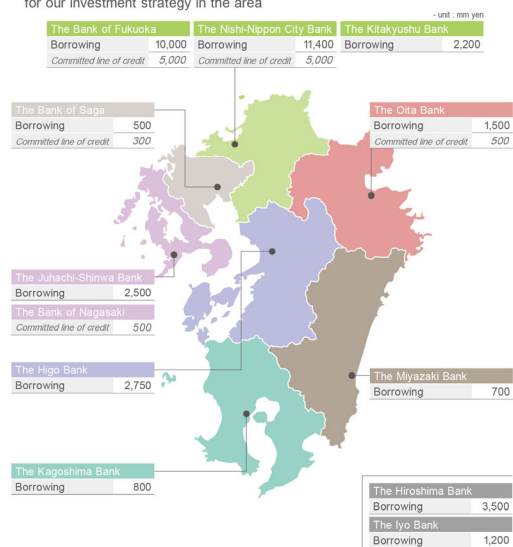 for our investment strategy in the area
- unit : mm yen
The Bank of Fukuoka
Borrowing 10,000
Committed line of credit 5,000
The Nishi-Nippon City Bank
Borrowing 11,400
Committed line of credit 5,000
The Kitakyushu Bank
Borrowing 2,200
The Bank of Saga
Borrowing 500
Committed line of credit 300
The Oita Bank
Borrowing 1,500
Committed line of credit 500
The Juhachi-Shinwa Bank
Borrowing 2,500
The Bank of Nagasaki
Committed line of credit 500
The Higo Bank
Borrowing 2,750
The Miyazaki Bank
Borrowing 700
The Kagoshima Bank
Borrowing 800
The Hiroshima Bank
Borrowing 3,500
The Iyo Bank
Borrowing 1,200